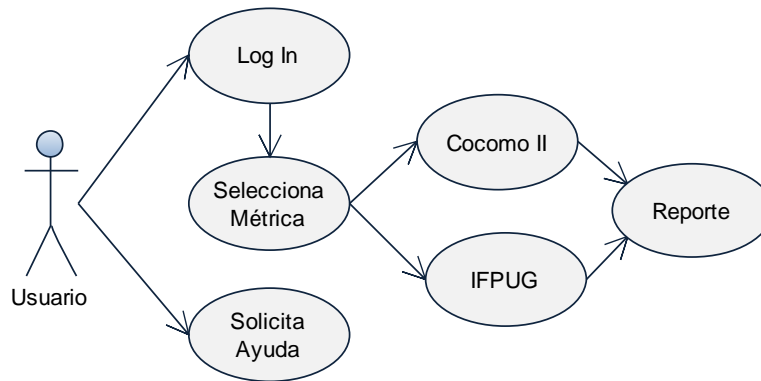 Log In
Cocomo II
Selecciona
Métrica
Reporte
Usuario
IFPUG
Solicita
Ayuda